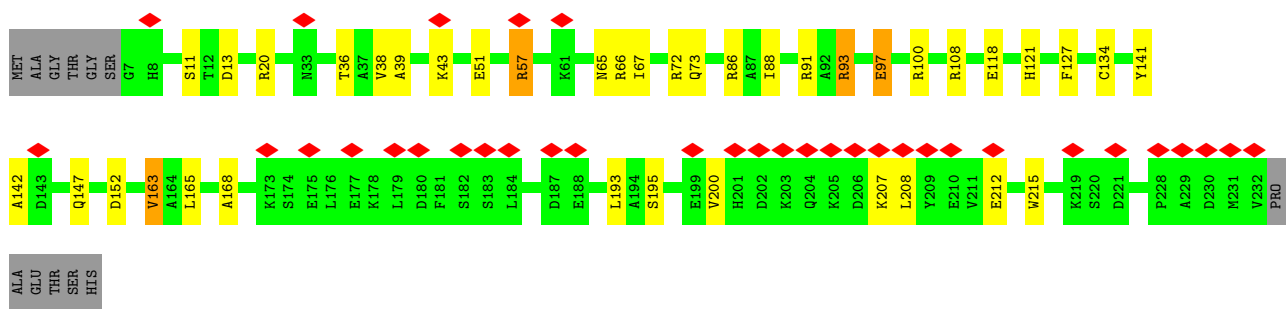 MET ALA GLY THR GLY SER G7 H8 S11 T12 D13 R20 N33 T36 A37 V38 A39 K43 E51 R57 K61 N65 R66 I67 R72 Q73 R86 A87 I88 R91 A92 R93 E97 R100 R108 E118 H121 F127 C134 Y141
A142 D143 Q147 D152 V163 A164 L165 A168 K173 S174 E175 L176 E177 K178 L179 D180 F181 S182 S183 L184 D187 E188 L193 A194 S195 E199 V200 H201 D202 K203 Q204 K205 D206 K207 L208 Y209 E210 V211 E212 W215 K219 S220 D221 P228 A229 D230 M231 V232 PRO
ALA GLU THR SER HIS